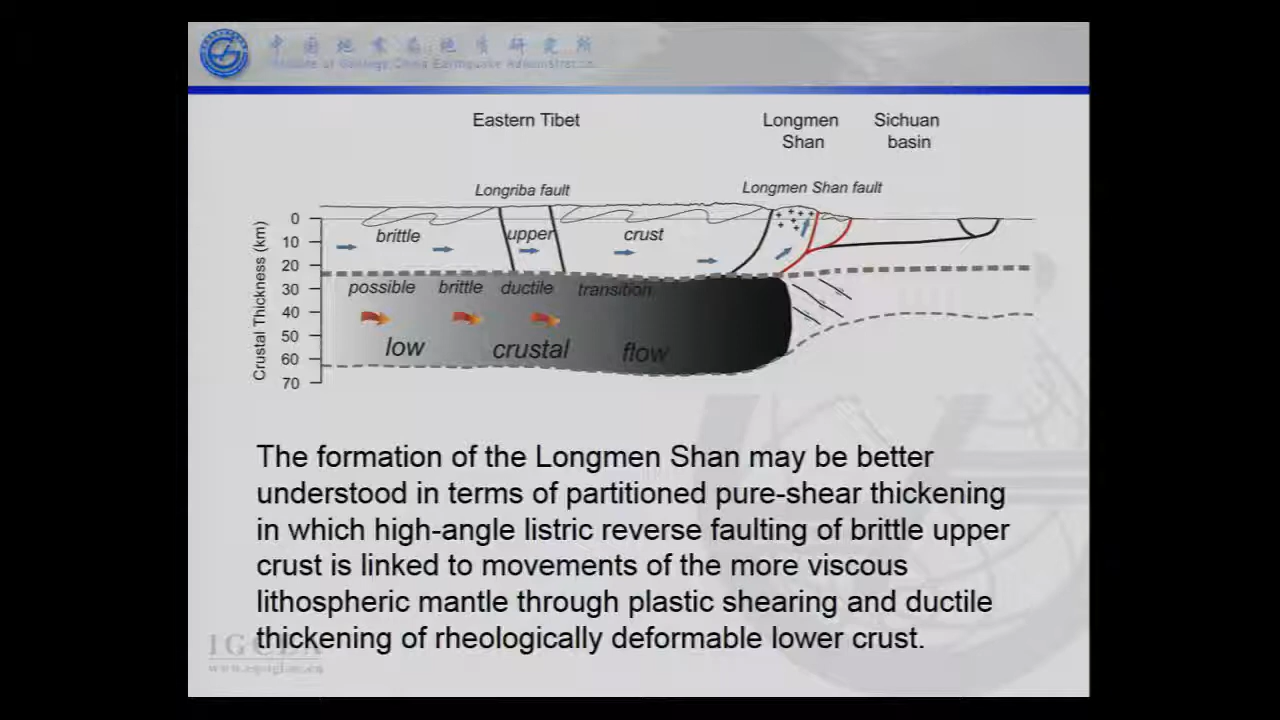 中国地震局地质研究所
Institute of Geology, China Earthquake Administration
Eastern Tibet
Longmen
Shan
Sichuan
basin
Longriba fault
Longmen Shan fault
Crustal Thickness (km)
0
10
20
30
40
50
60
70
brittle upper crust
possible brittle ductile transition
low crustal flow
The formation of the Longmen Shan may be better
understood in terms of partitioned pure-shear thickening
in which high-angle listric reverse faulting of brittle upper
crust is linked to movements of the more viscous
lithospheric mantle through plastic shearing and ductile
thickening of rheologically deformable lower crust.